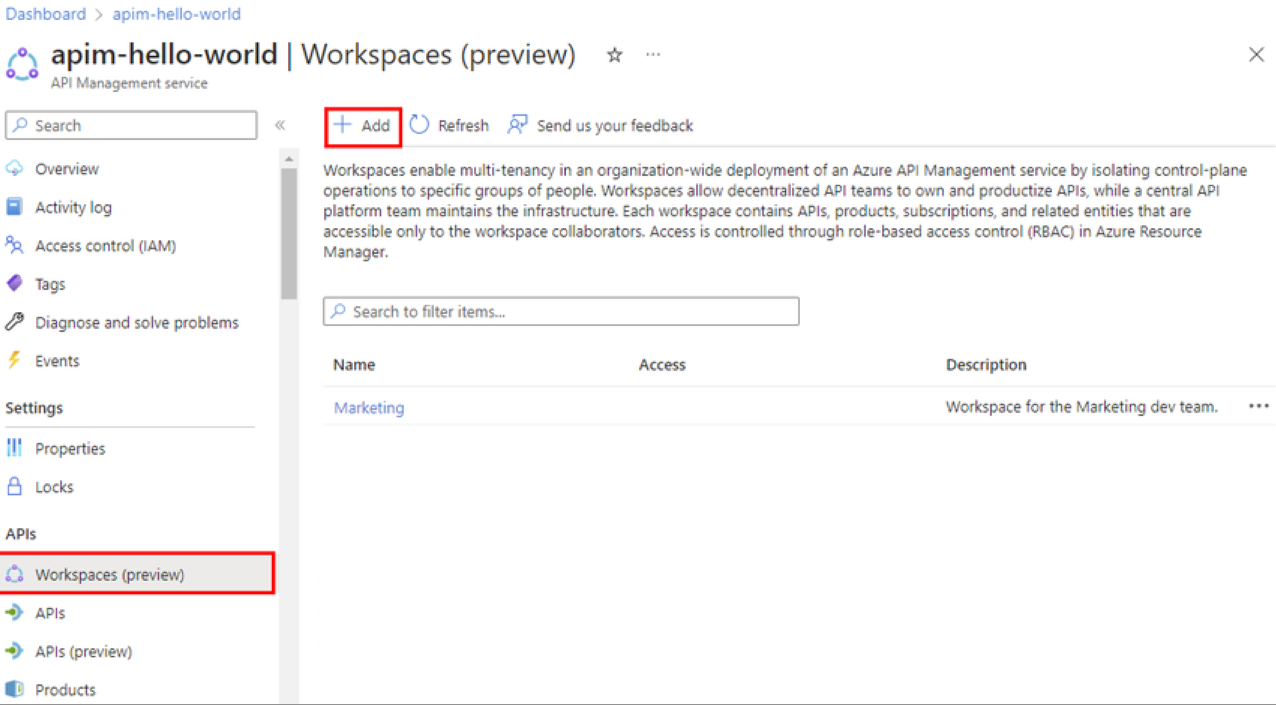 Dashboard > apim-hello-world
apim-hello-world | Workspaces (preview)
API Management service
Search
Overview
Activity log
Access control (IAM)
Tags
Diagnose and solve problems
Events
Settings
Properties
Locks
APIs
Workspaces (preview)
APIs
APIs (preview)
Products
Add Refresh Send us your feedback
Workspaces enable multi-tenancy in an organization-wide deployment of an Azure API Management service by isolating control-plane
operations to specific groups of people. Workspaces allow decentralized API teams to own and productize APIs, while a central API
platform team maintains the infrastructure. Each workspace contains APIs, products, subscriptions, and related entities that are
accessible only to the workspace collaborators. Access is controlled through role-based access control (RBAC) in Azure Resource
Manager.
Search to filter items...
Name Access Description
Marketing Workspace for the Marketing dev team.